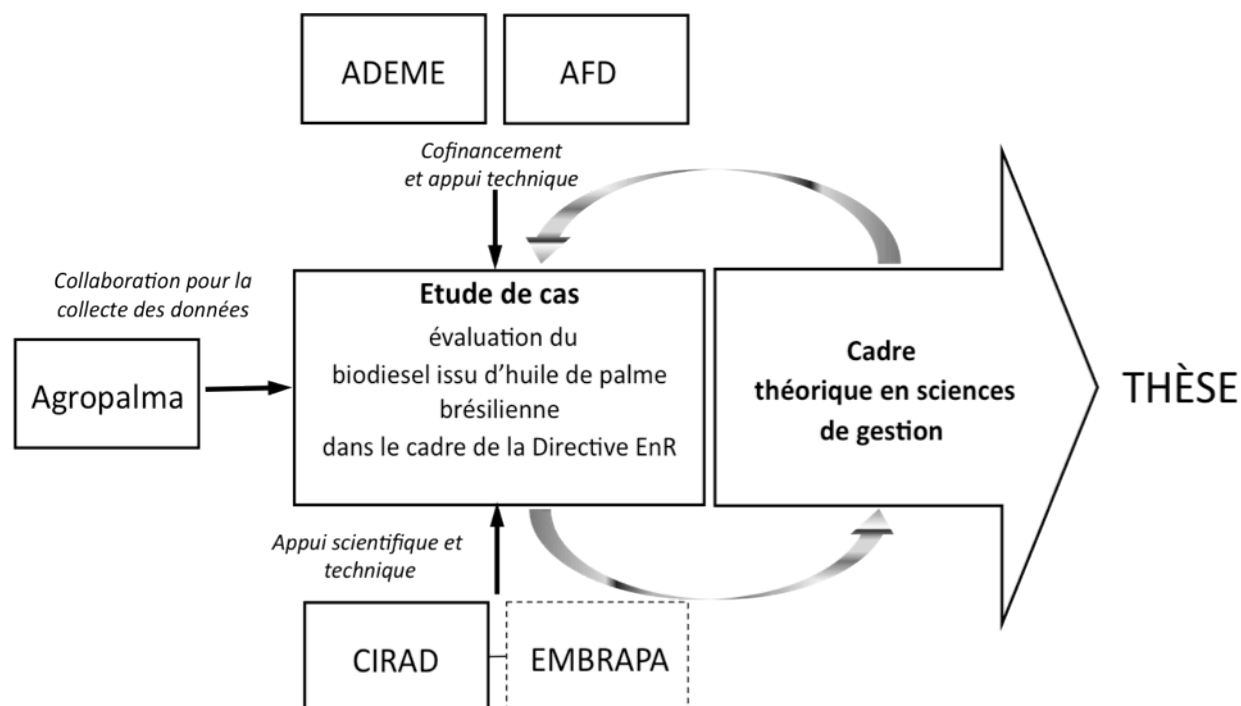 ADEME
AFD
Cofinancement
et appui technique
Collaboration pour la
collecte des données
Agropalma
Etude de cas
évaluation du
biodiesel issu d'huile de palme
brésilienne
dans le cadre de la Directive EnR
Cadre
théorique en sciences
de gestion
THÈSE
Appui scientifique et
technique
CIRAD
EMBRAPA